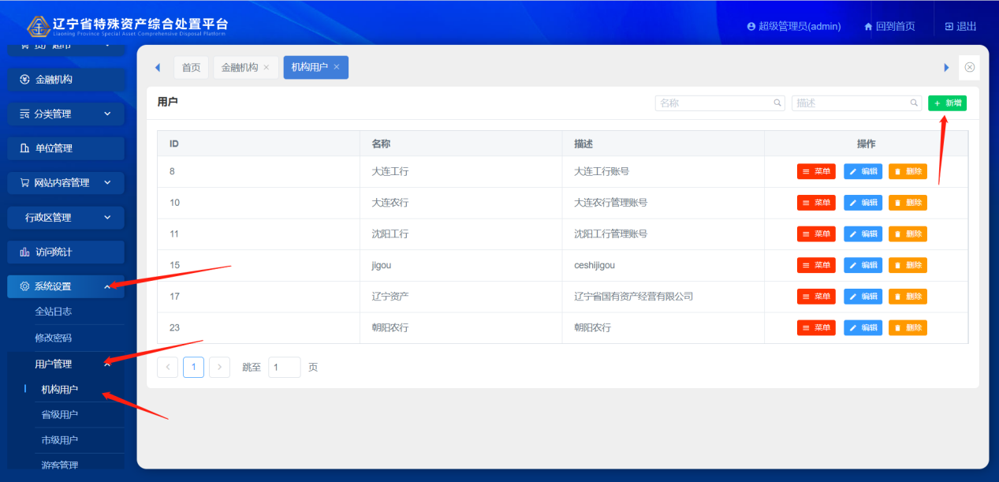 辽宁省特殊资产综合处置平台
Liaoning Province Special Asset Comprehensive Disposal Platform
超级管理员(admin) 回到首页 退出
金融机构
分类管理
单位管理
网站内容管理
行政区管理
访问统计
系统设置
全站日志
修改密码
用户管理
机构用户
省级用户
市级用户
游客管理
首页 金融机构 × 机构用户 ×
用户 名称 描述 + 新增
ID 名称 描述 操作
8 大连工行 大连工行账号 菜单 编辑 删除
10 大连农行 大连农行管理账号 菜单 编辑 删除
11 沈阳工行 沈阳工行管理账号 菜单 编辑 删除
15 jigou ceshijigou 菜单 编辑 删除
17 辽宁资产 辽宁省国有资产经营有限公司 菜单 编辑 删除
23 朝阳农行 朝阳农行 菜单 编辑 删除
< 1 > 跳至 1 页